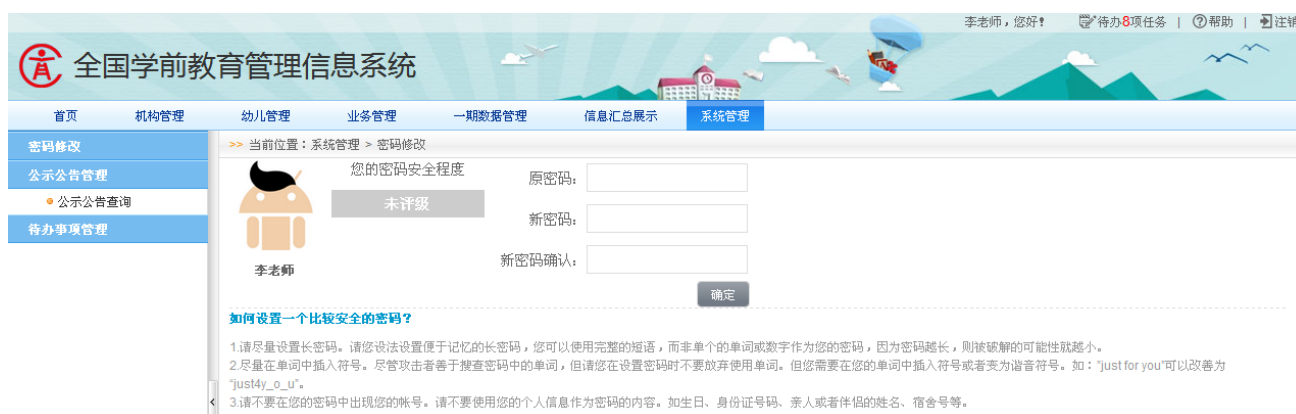 李老师，您好！ 待办8项任务 | ?帮助 | 注销
全国学前教育管理信息系统
首页 机构管理 幼儿管理 业务管理 一期数据管理 信息汇总展示 系统管理
密码修改
>> 当前位置：系统管理 > 密码修改
公示公告管理
公示公告查询
待办事项管理
您的密码安全程度
未评级
李老师
原密码：
新密码：
新密码确认：
确定
如何设置一个比较安全的密码？
1.请尽量设置长密码。请您设法设置便于记忆的长密码，您可以使用完整的短语，而非单个的单词或数字作为您的密码，因为密码越长，则被破解的可能性就越小。
2.尽量在单词中插入符号。尽管攻击者善于搜查密码中的单词，但请您在设置密码时不要放弃使用单词。但您需要在您的单词中插入符号或者变为谐音符号。如："just for you"可以改善为
"just4y_o_u"。
3.请不要在您的密码中出现您的帐号。请不要使用您的个人信息作为密码的内容。如生日、身份证号码、亲人或者伴侣的姓名、宿舍号等。